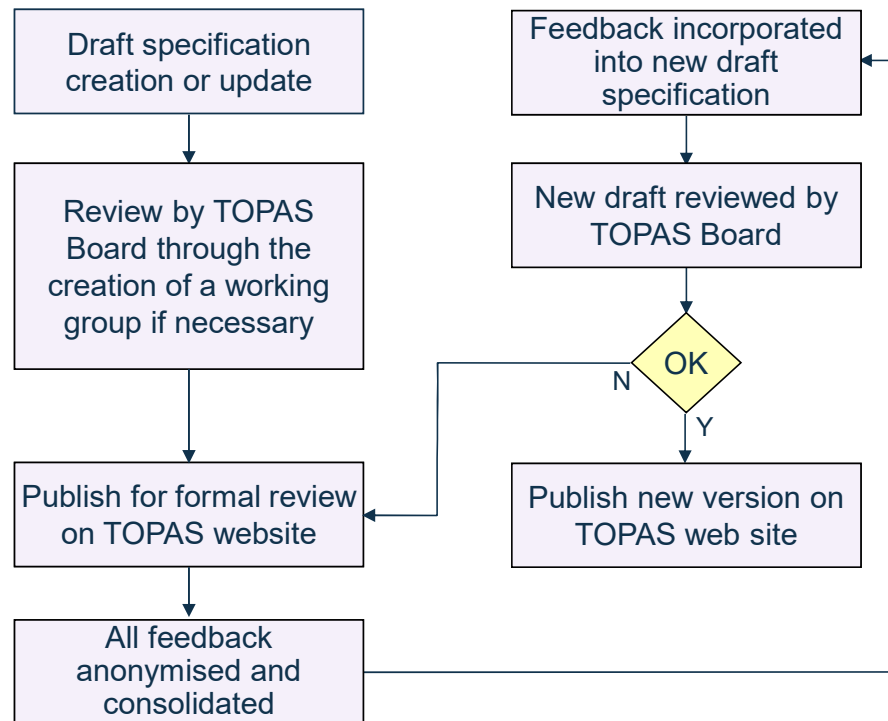 Draft specification
creation or update
Review by TOPAS
Board through the
creation of a working
group if necessary
Publish for formal review
on TOPAS website
All feedback
anonymised and
consolidated
Feedback incorporated
into new draft
specification
New draft reviewed by
TOPAS Board
OK
N
Y
Publish new version on
TOPAS web site